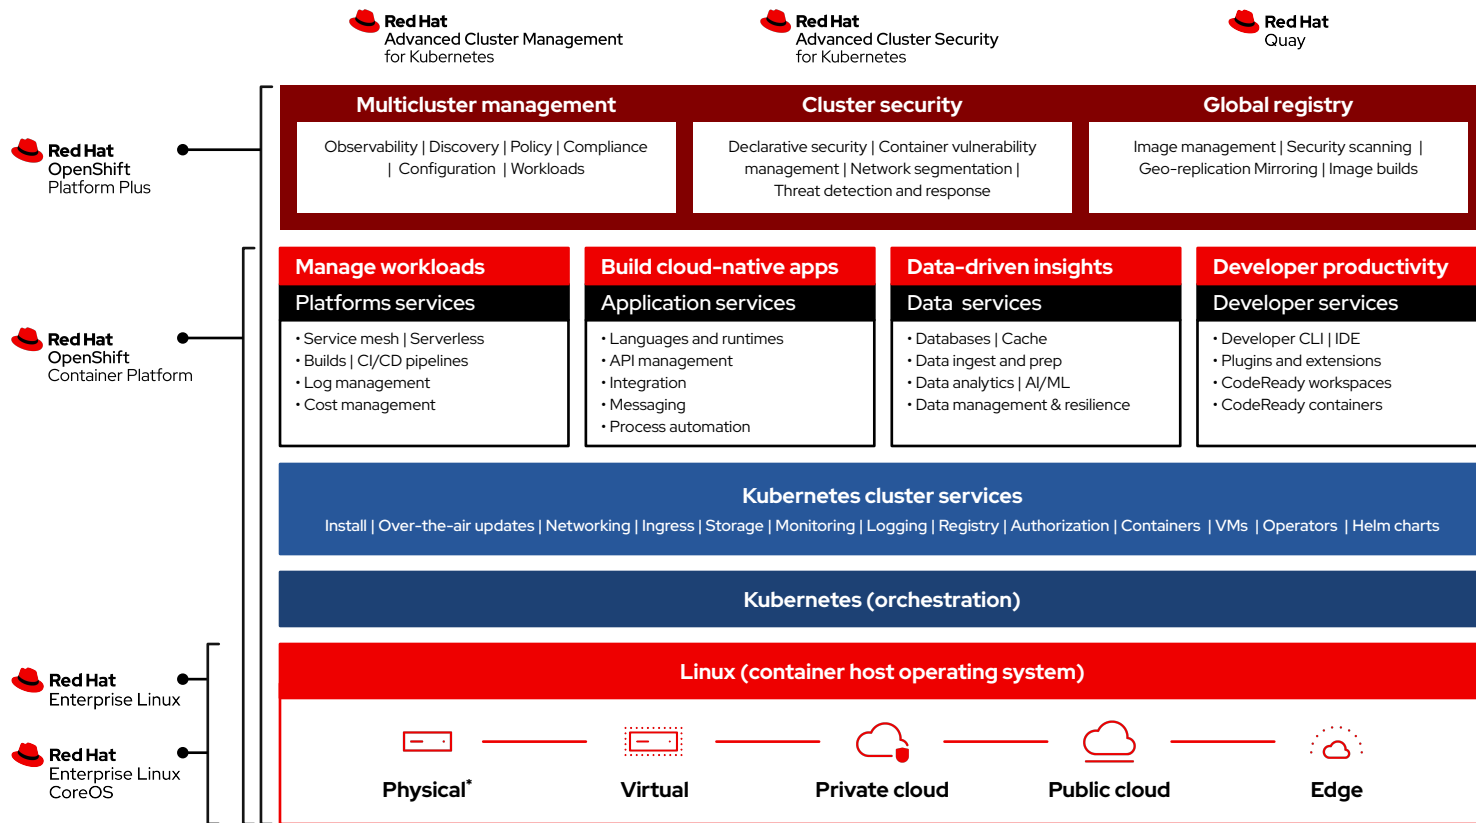 Red Hat
Advanced Cluster Management
for Kubernetes
Red Hat
Advanced Cluster Security
for Kubernetes
Red Hat
Quay
Red Hat
OpenShift
Platform Plus
Multicluster management
Observability | Discovery | Policy | Compliance
| Configuration | Workloads
Cluster security
Declarative security | Container vulnerability
management | Network segmentation |
Threat detection and response
Global registry
Image management | Security scanning |
Geo-replication Mirroring | Image builds
Red Hat
OpenShift
Container Platform
Manage workloads
Platforms services
• Service mesh | Serverless
• Builds | CI/CD pipelines
• Log management
• Cost management
Build cloud-native apps
Application services
• Languages and runtimes
• API management
• Integration
• Messaging
• Process automation
Data-driven insights
Data services
• Databases | Cache
• Data ingest and prep
• Data analytics | AI/ML
• Data management & resilience
Developer productivity
Developer services
• Developer CLI | IDE
• Plugins and extensions
• CodeReady workspaces
• CodeReady containers
Kubernetes cluster services
Install | Over-the-air updates | Networking | Ingress | Storage | Monitoring | Logging | Registry | Authorization | Containers | VMs | Operators | Helm charts
Kubernetes (orchestration)
Red Hat
Enterprise Linux
Red Hat
Enterprise Linux
CoreOS
Linux (container host operating system)
Physical*
Virtual
Private cloud
Public cloud
Edge